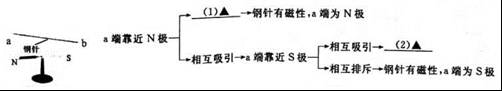 (1)▲ → 钢针有磁性,a端为N极
a 钢针 b
N S
a端靠近N极
相互吸引 → a端靠近S极
相互吸引 → (2)▲
相互排斥 → 钢针有磁性,a端为S极